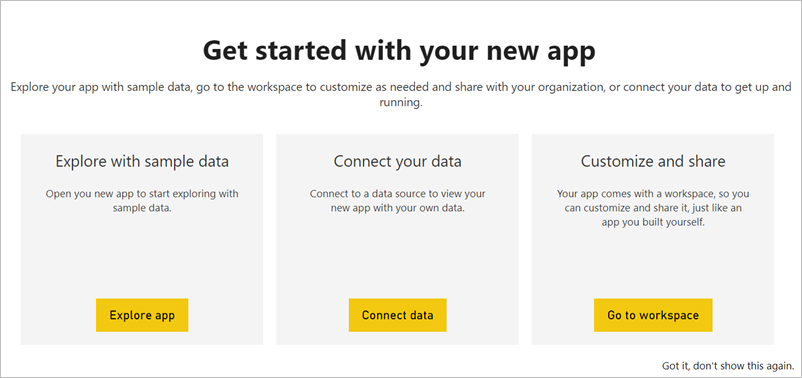 Get started with your new app
Explore your app with sample data, go to the workspace to customize as needed and share with your organization, or connect your data to get up and
running.
Explore with sample data
Open you new app to start exploring with
sample data.
Explore app
Connect your data
Connect to a data source to view your
new app with your own data.
Connect data
Customize and share
Your app comes with a workspace, so you
can customize and share it, just like an
app you built yourself.
Go to workspace
Got it, don't show this again.